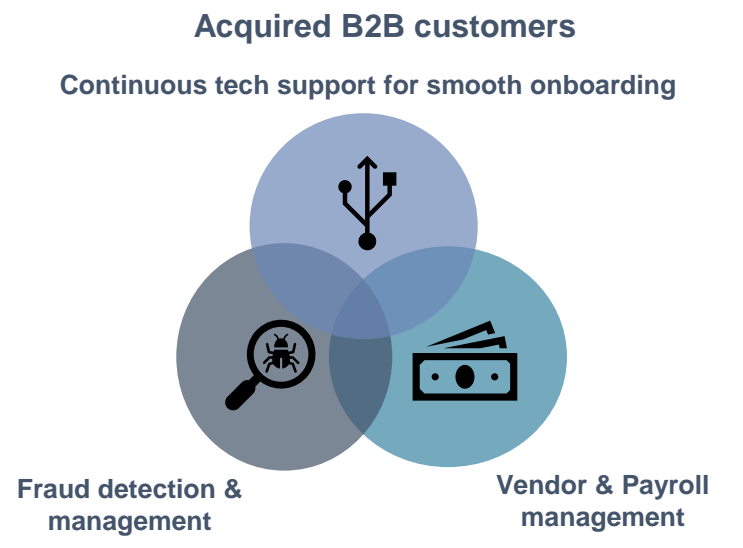 Acquired B2B customers
Continuous tech support for smooth onboarding
Fraud detection &
management
Vendor & Payroll
management